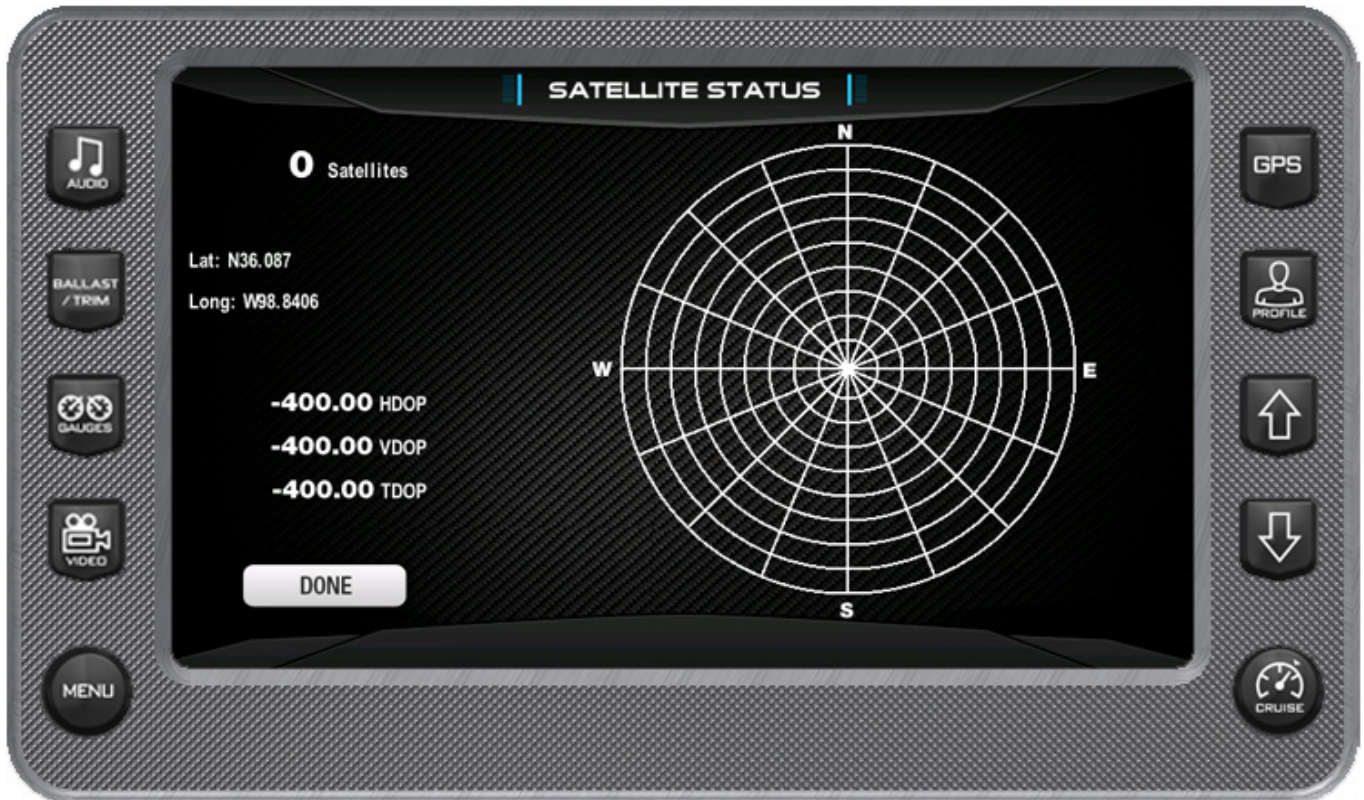 SATELLITE STATUS
0 Satellites
Lat: N36.087
Long: W98.8406
-400.00 HDOP
-400.00 VDOP
-400.00 TDOP
DONE
N
W
E
S
AUDIO
BALLAST
/ TRIM
GAUGES
VIDEO
MENU
GPS
PROFILE
CRUISE